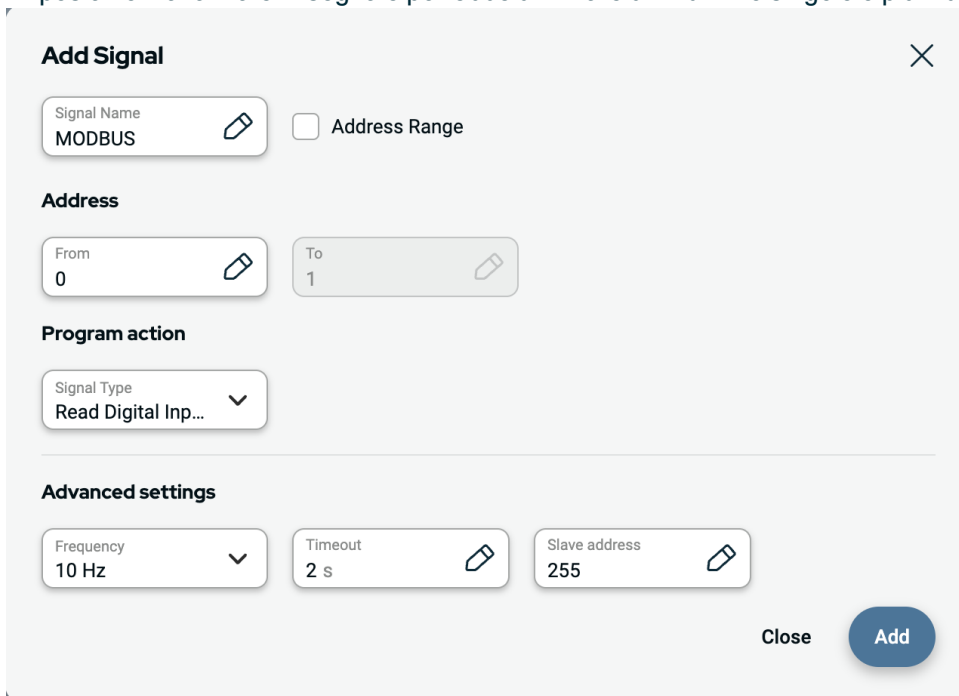 Add Signal
Signal Name
MODBUS
Address Range
Address
From
0
To
1
Program action
Signal Type
Read Digital Inp...
Advanced settings
Frequency
10 Hz
Timeout
2 s
Slave address
255
Close
Add